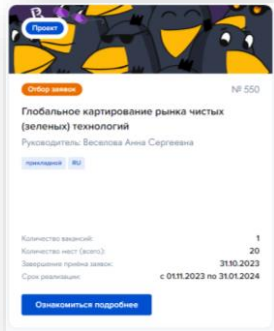 Проект
Отбор заявок
№ 550
Глобальное картирование рынка чистых
(зеленых) технологий
Руководитель: Веселова Анна Сергеевна
прикладной RU
Количество вакансий: 1
Количество мест (всего): 20
Завершение приёма заявок: 31.10.2023
Срок реализации: с 01.11.2023 по 31.01.2024
Ознакомиться подробнее